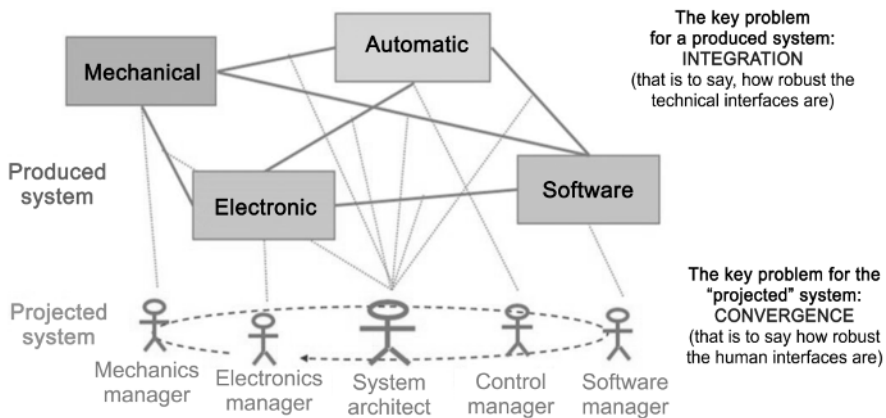 The key problem
for a produced system:
INTEGRATION
(that is to say, how robust the
technical interfaces are)
Automatic
Mechanical
Produced
system
Electronic
Software
The key problem for the
“projected” system:
CONVERGENCE
(that is to say how robust
the human interfaces are)
Projected
system
Mechanics
manager
Electronics
manager
System
architect
Control
manager
Software
manager